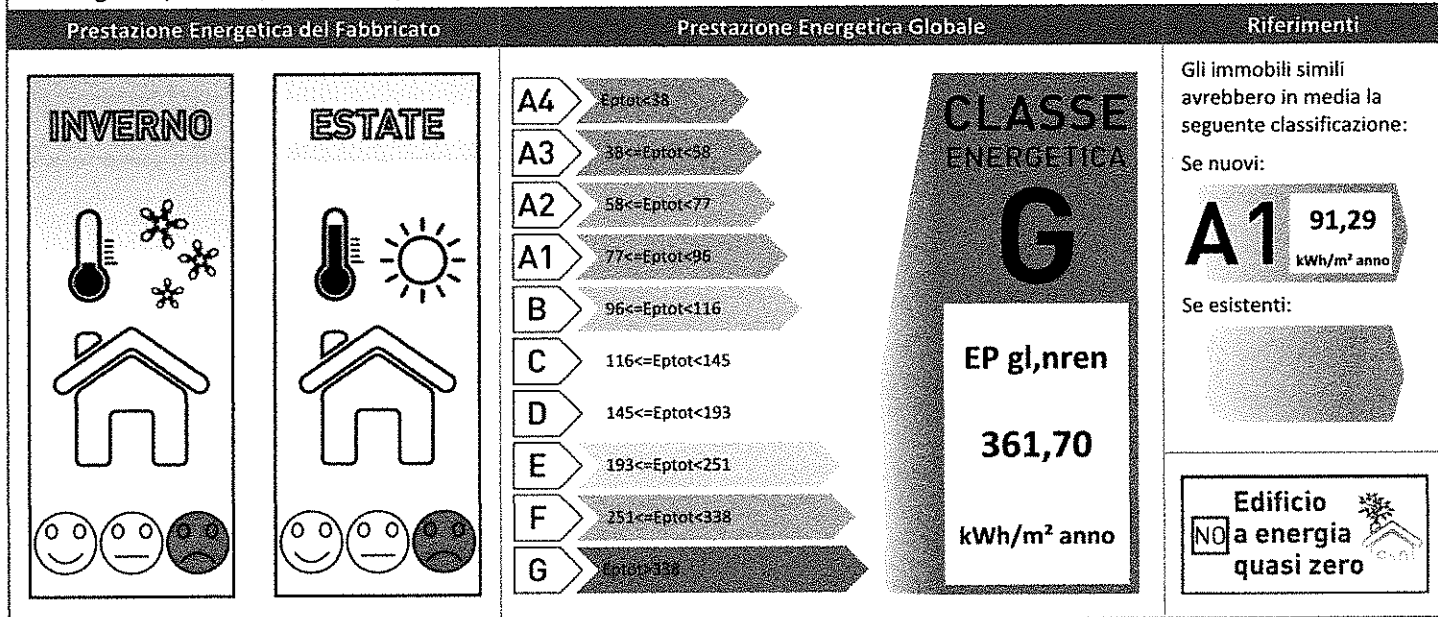 Prestazione Energetica del Fabbricato
Prestazione Energetica Globale
Riferimenti
INVERNO
ESTATE
A4 Eptot<38
A3 38<=Eptot<58
A2 58<=Eptot<77
A1 77<=Eptot<96
B 96<=Eptot<116
C 116<=Eptot<145
D 145<=Eptot<193
E 193<=Eptot<251
F 251<=Eptot<338
G Eptot>338
CLASSE
ENERGETICA
G
EP gl,nren
361,70
kWh/m² anno
Gli immobili simili
avrebbero in media la
seguente classificazione:
Se nuovi:
A1 91,29
kWh/m² anno
Se esistenti:
Edificio
NO a energia
quasi zero